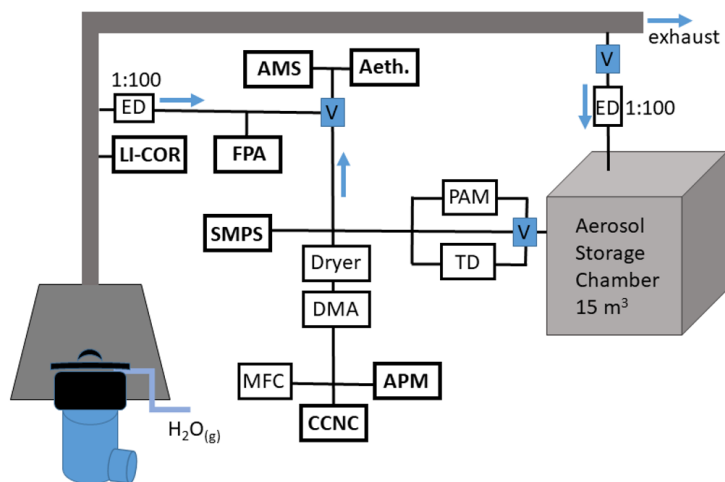 exhaust
V
AMS
Aeth.
1:100
ED
V
ED
1:100
LI-COR
FPA
PAM
SMPS
V
TD
Aerosol
Storage
Chamber
15 m³
Dryer
DMA
MFC
APM
CCNC
H₂O₍g₎